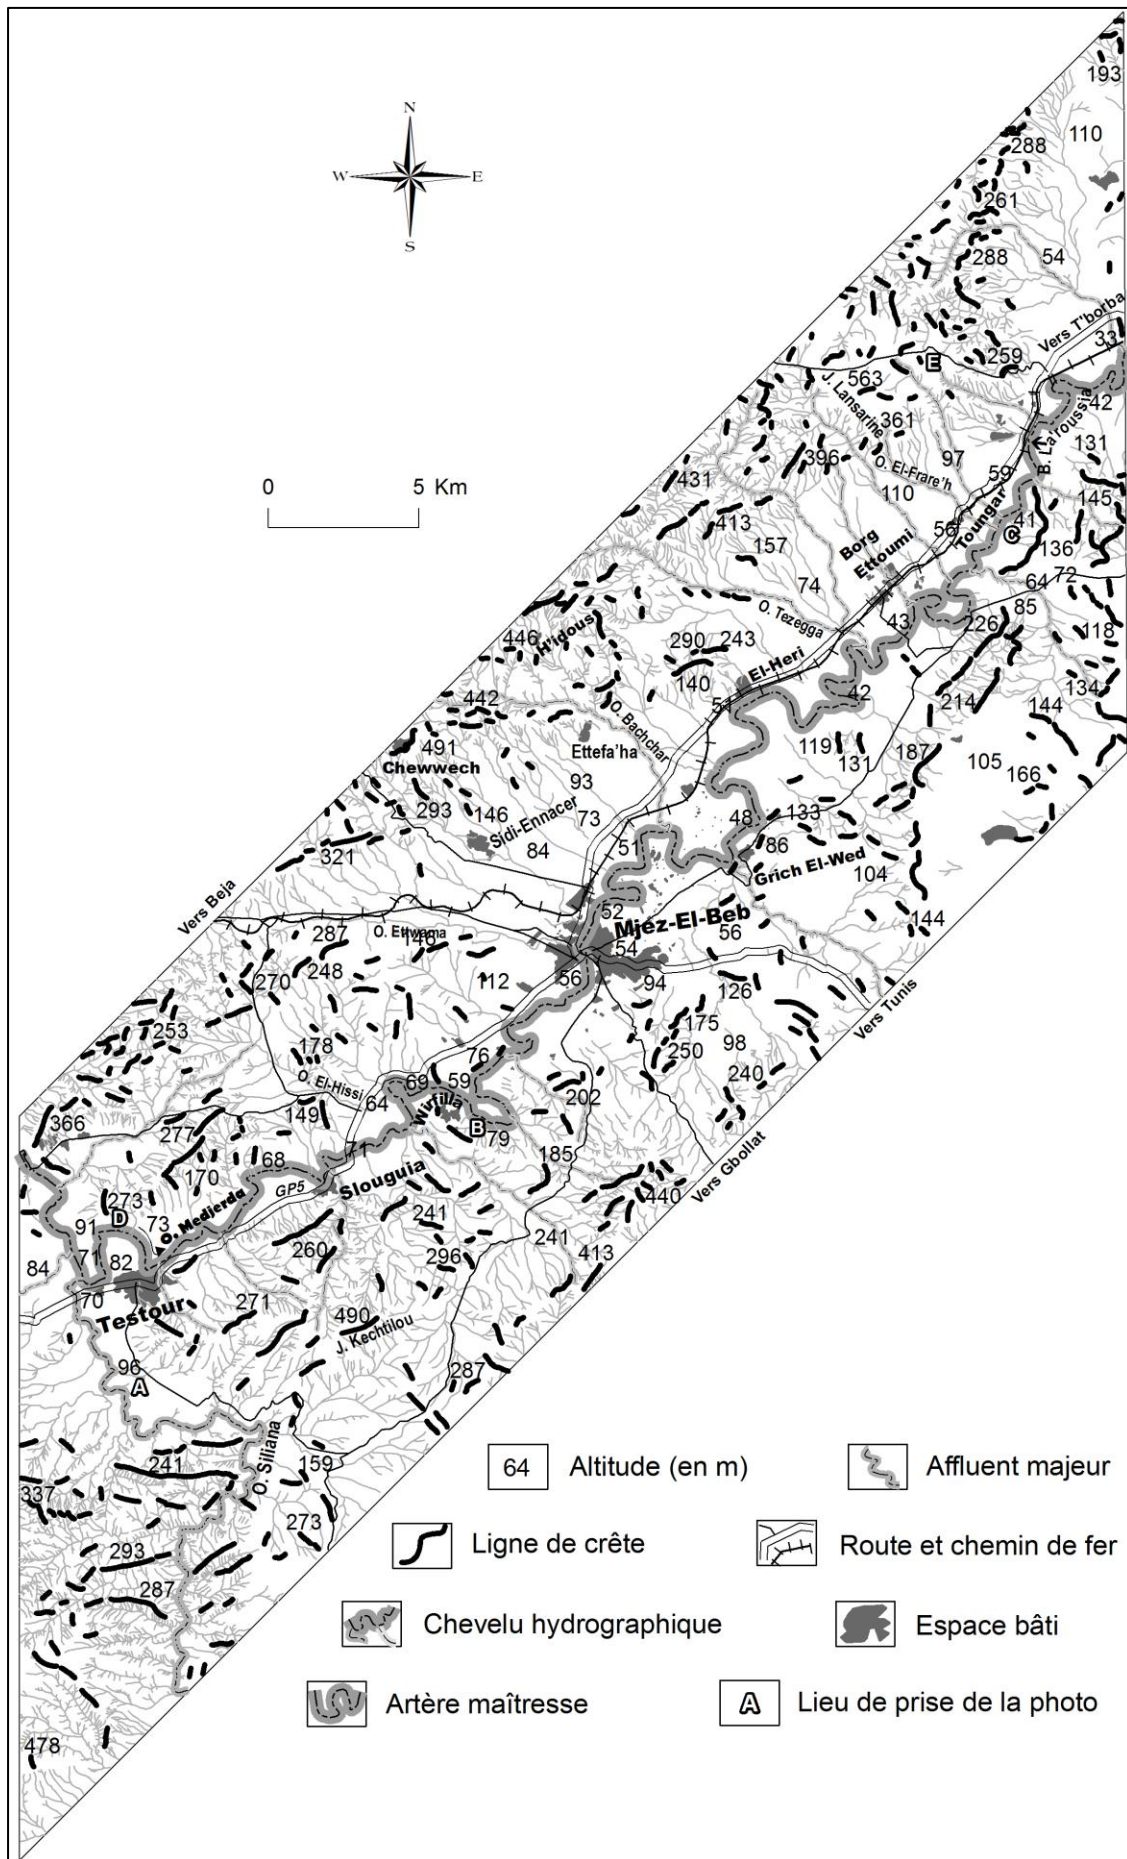 N
W E
S
0 5 Km
193
110
288
261
288
54
Vers T'borba
33
259
E
563
J. Lansarine
42
B. La'roussia
361
131
396
O. El-Frare'h
97
59
431
110
145
413
56
Toungar
41
@
136
157
Borg
Ettoumi
64
72
74
85
O. Tezegga
43
226
118
446
H'idous
290
243
El-Heri
140
134
42
51
214
144
442
O. Bachchar
491
Ettefa'ha
119
131
187
105
Chewwech
93
166
293
146
Sidi-Ennacer
73
48
133
51
86
84
321
Grich El-Wed
104
Vers Beja
52
144
O. Ettwama
Mjez-El-Beb
287
146
54
56
248
270
112
56
94
126
Vers Tunis
175
253
98
178
250
76
240
O. El-Hissi
69
59
64
202
366
149
Wirfilla
277
B
79
71
68
185
Vers Gbollat
170
Slouguia
GP5
440
273
O. Medjerda
241
D
91
73
260
296
241
413
84
71
82
70
Testour
271
490
J. Kechtilou
96
A
287
O. Siliana
241
159
337
273
293
287
478
64 Altitude (en m)
Affluent majeur
Ligne de crête
Route et chemin de fer
Chevelu hydrographique
Espace bâti
Artère maîtresse
A Lieu de prise de la photo